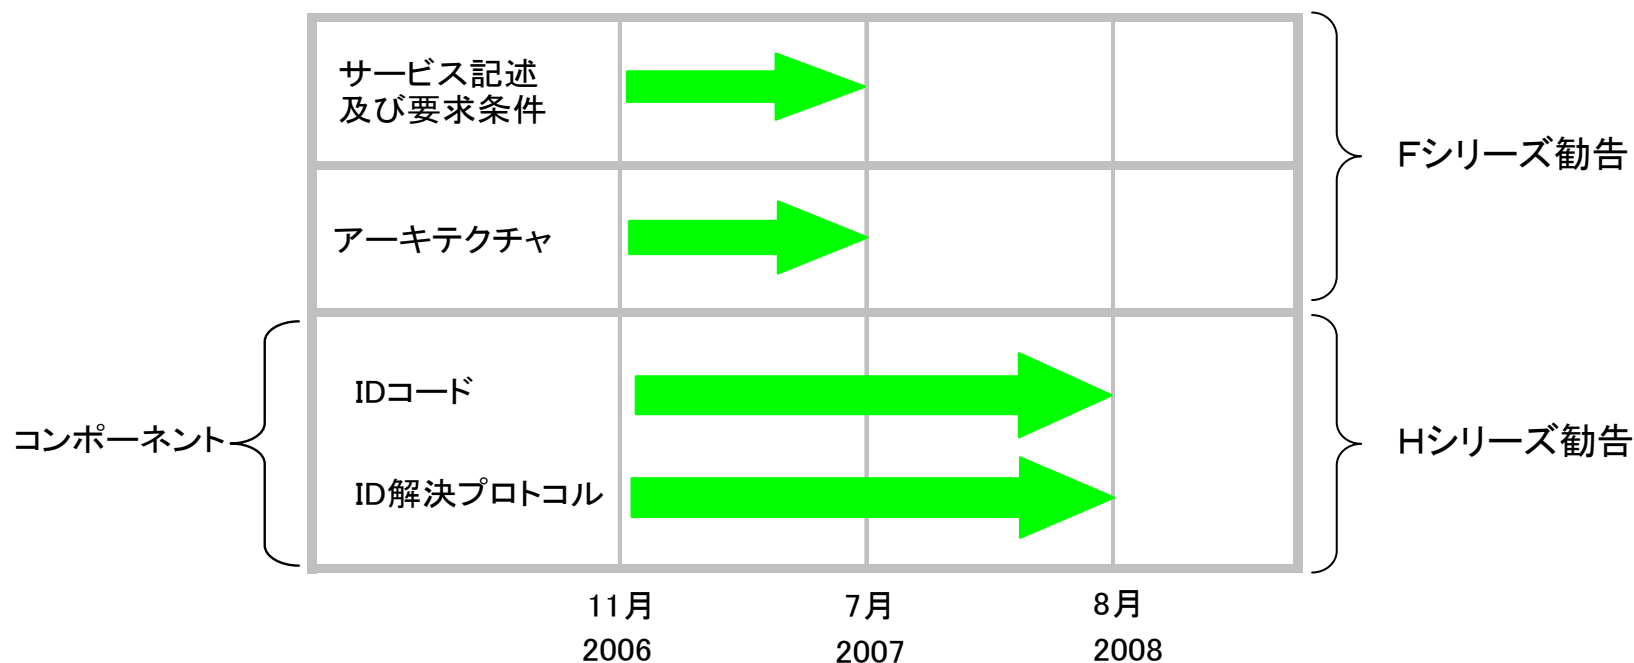 サービス記述
及び要求条件
Fシリーズ勧告
アーキテクチャ
IDコード
コンポーネント
Hシリーズ勧告
ID解決プロトコル
11月
7月
8月
2006
2007
2008